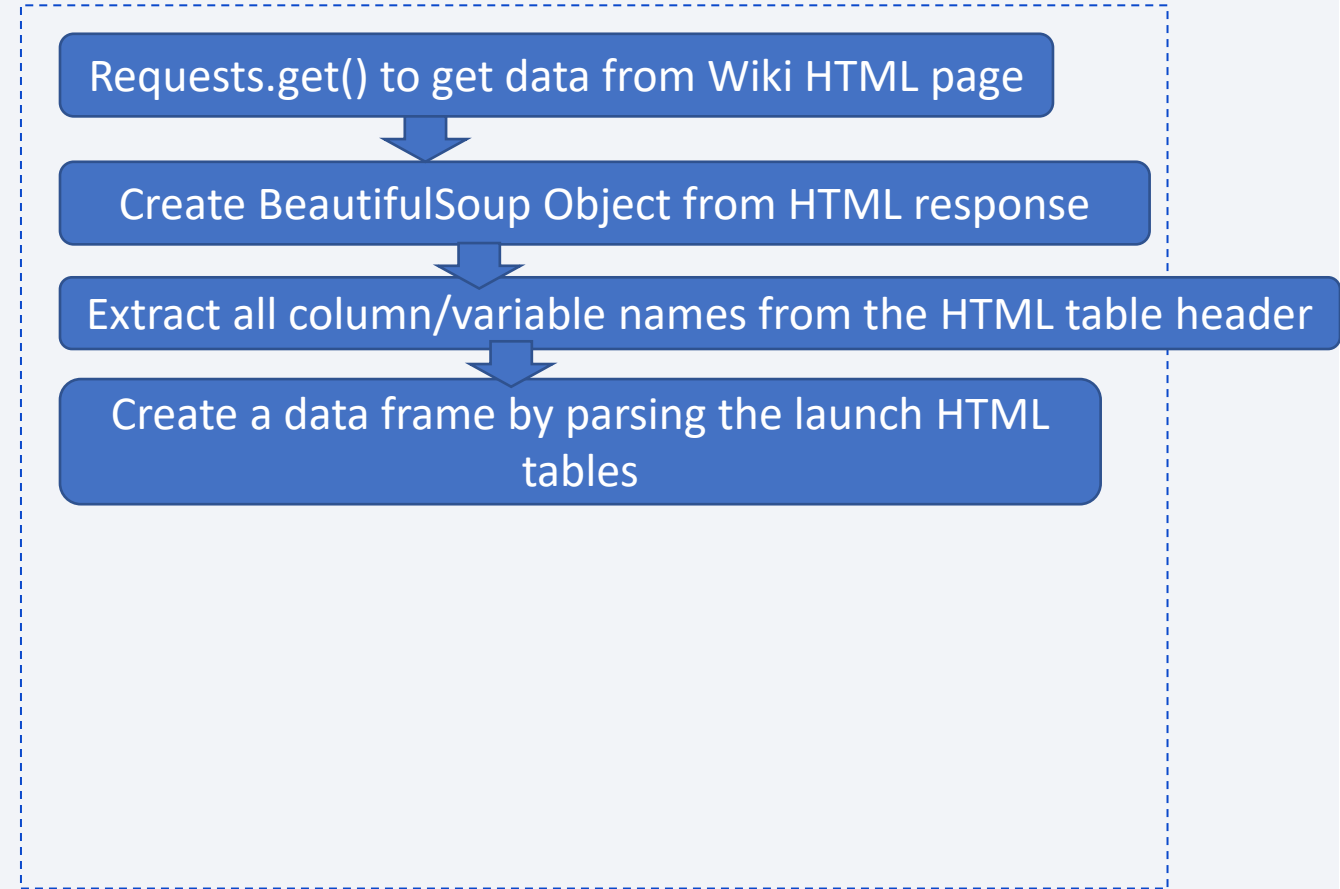 Requests.get() to get data from Wiki HTML page
Create BeautifulSoup Object from HTML response
Extract all column/variable names from the HTML table header
Create a data frame by parsing the launch HTML
tables